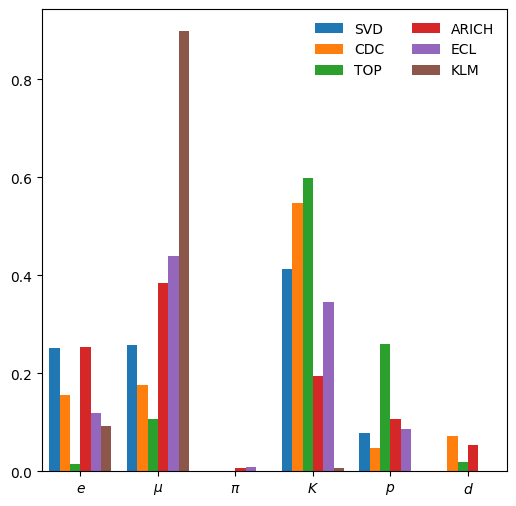 SVD ARICH
CDC ECL
TOP KLM
0.8
0.6
0.4
0.2
0.0
e μ π K p d